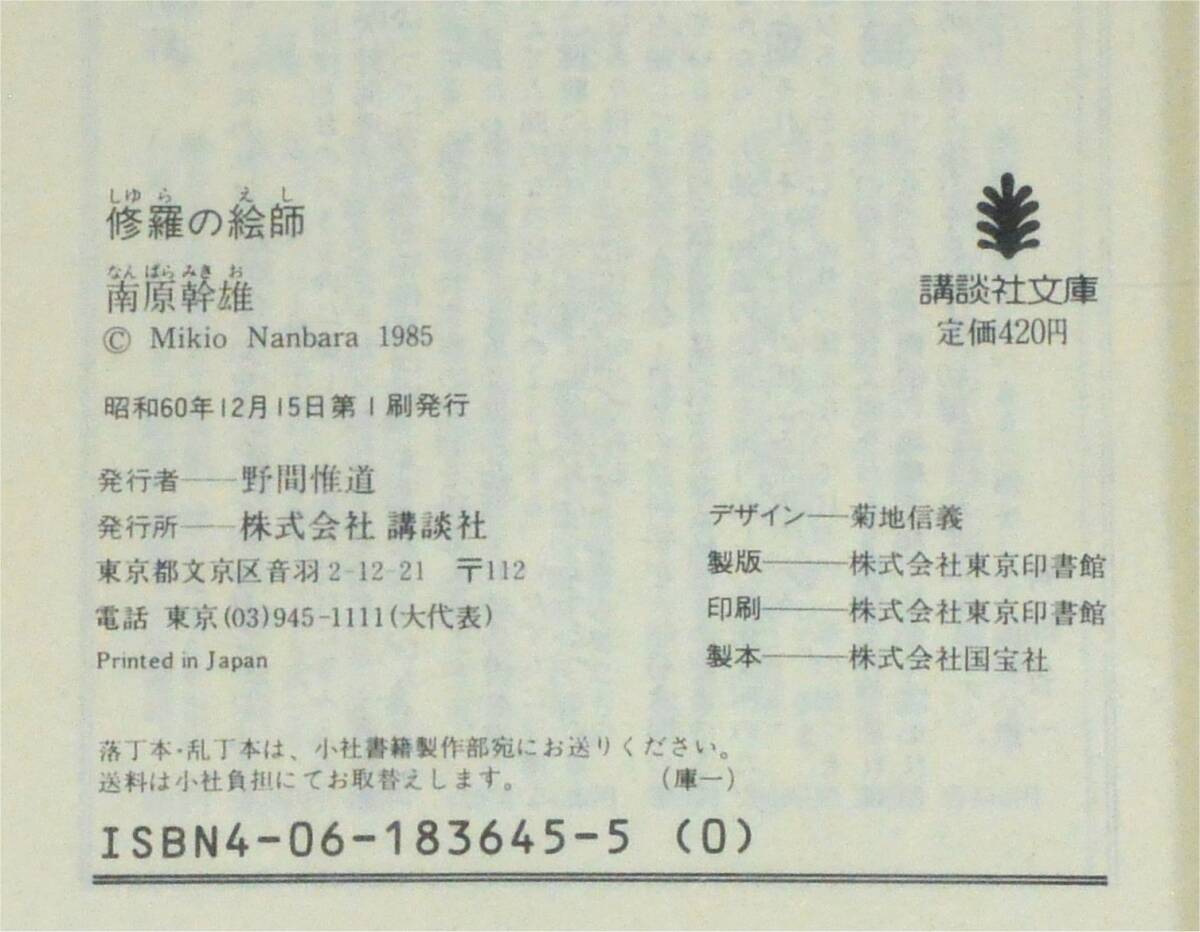 しゆら えし
修羅の絵師
なんばらみきお
南原幹雄
© Mikio Nanbara 1985
昭和60年12月15日第1刷発行
発行者――野間惟道
発行所――株式会社 講談社
東京都文京区音羽2-12-21 〒112
電話 東京(03)945-1111(大代表)
Printed in Japan
講談社文庫
定価420円
デザイン―菊地信義
製版―――株式会社東京印書館
印刷―――株式会社東京印書館
製本―――株式会社国宝社
落丁本・乱丁本は、小社書籍製作部宛にお送りください。
送料は小社負担にてお取替えします。 (庫一)
ISBN4-06-183645-5 (0)